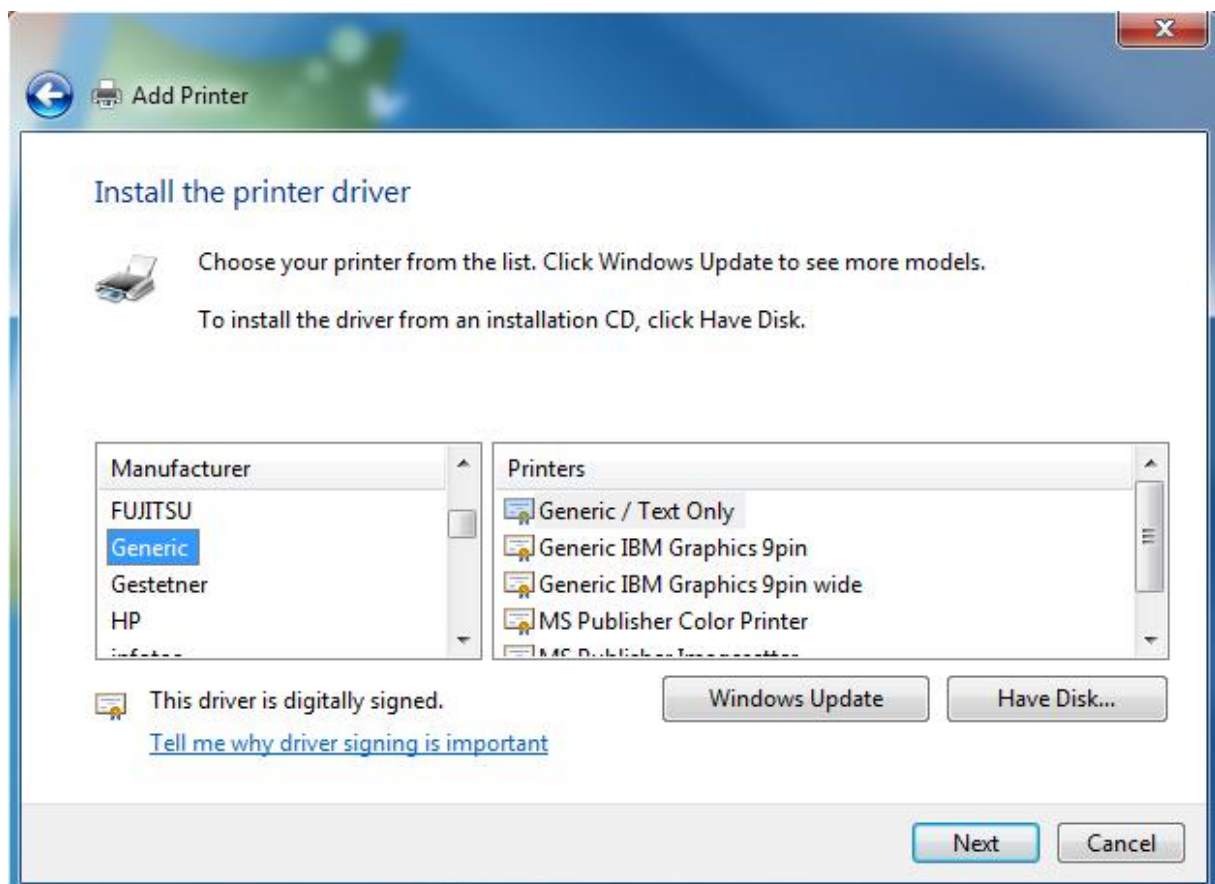 Add Printer
Install the printer driver
Choose your printer from the list. Click Windows Update to see more models.
To install the driver from an installation CD, click Have Disk.
Manufacturer
FUJITSU
Generic
Gestetner
HP
Printers
Generic / Text Only
Generic IBM Graphics 9pin
Generic IBM Graphics 9pin wide
MS Publisher Color Printer
MS Publisher Imagesetter
This driver is digitally signed.
Tell me why driver signing is important
Windows Update
Have Disk...
Next
Cancel